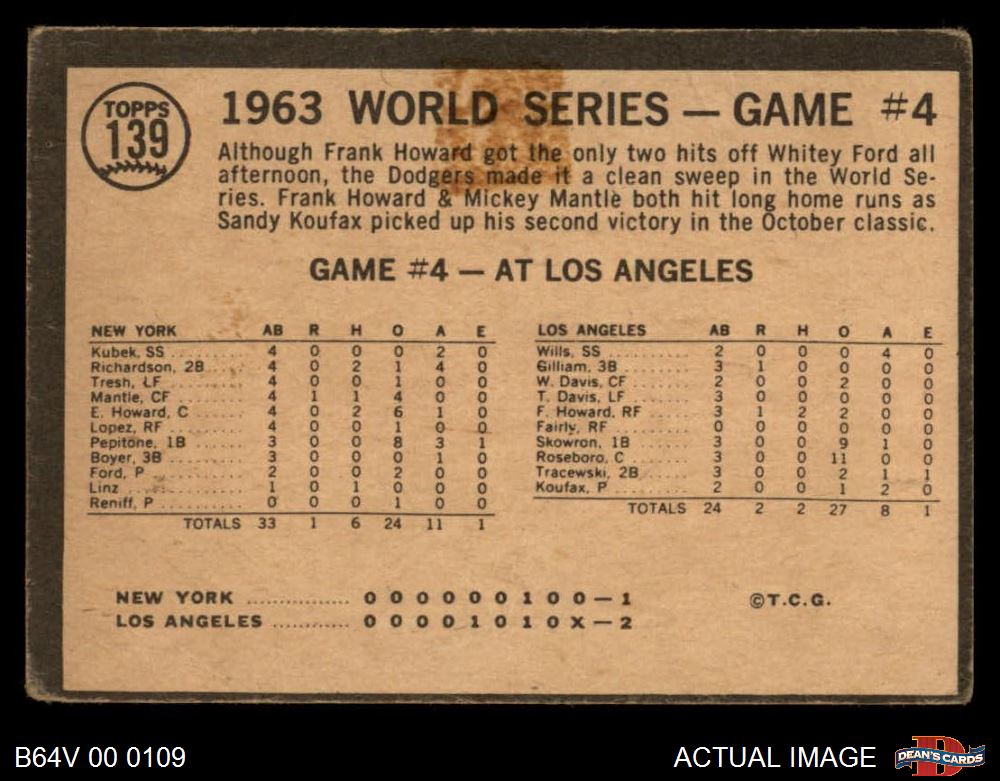 TOPPS
139
1963 WORLD SERIES — GAME #4
Although Frank Howard got the only two hits off Whitey Ford all
afternoon, the Dodgers made it a clean sweep in the World Se-
ries. Frank Howard & Mickey Mantle both hit long home runs as
Sandy Koufax picked up his second victory in the October classic.
GAME #4 — AT LOS ANGELES
NEW YORK AB R H O A E
Kubek, SS .......... 4 0 0 0 2 0
Richardson, 2B ...... 4 0 2 1 4 0
Tresh, LF .......... 4 0 0 1 0 0
Mantle, CF ......... 4 1 1 4 0 0
E. Howard, C ....... 4 0 2 6 1 0
Lopez, RF .......... 4 0 0 1 0 0
Pepitone, 1B ........ 3 0 0 8 3 1
Boyer, 3B .......... 3 0 0 0 1 0
Ford, P ............ 2 0 0 2 0 0
Linz ............... 1 0 1 0 0 0
Reniff, P .......... 0 0 0 1 0 0
TOTALS 33 1 6 24 11 1
LOS ANGELES AB R H O A E
Wills, SS .......... 2 0 0 0 4 0
Gilliam, 3B ........ 3 1 0 0 0 0
W. Davis, CF ....... 2 0 0 2 0 0
T. Davis, LF ....... 3 0 0 0 0 0
F. Howard, RF ...... 3 1 2 2 0 0
Fairly, RF ......... 0 0 0 0 0 0
Skowron, 1B ........ 3 0 0 9 1 0
Roseboro, C ........ 3 0 0 11 0 0
Tracewski, 2B ....... 3 0 0 2 1 1
Koufax, P .......... 2 0 0 1 2 0
TOTALS 24 2 2 27 8 1
NEW YORK ............... 0 0 0 0 0 0 1 0 0 — 1
LOS ANGELES ........... 0 0 0 0 1 0 1 0 X — 2
©T.C.G.
B64V 00 0109
ACTUAL IMAGE
DEAN'S CARDS